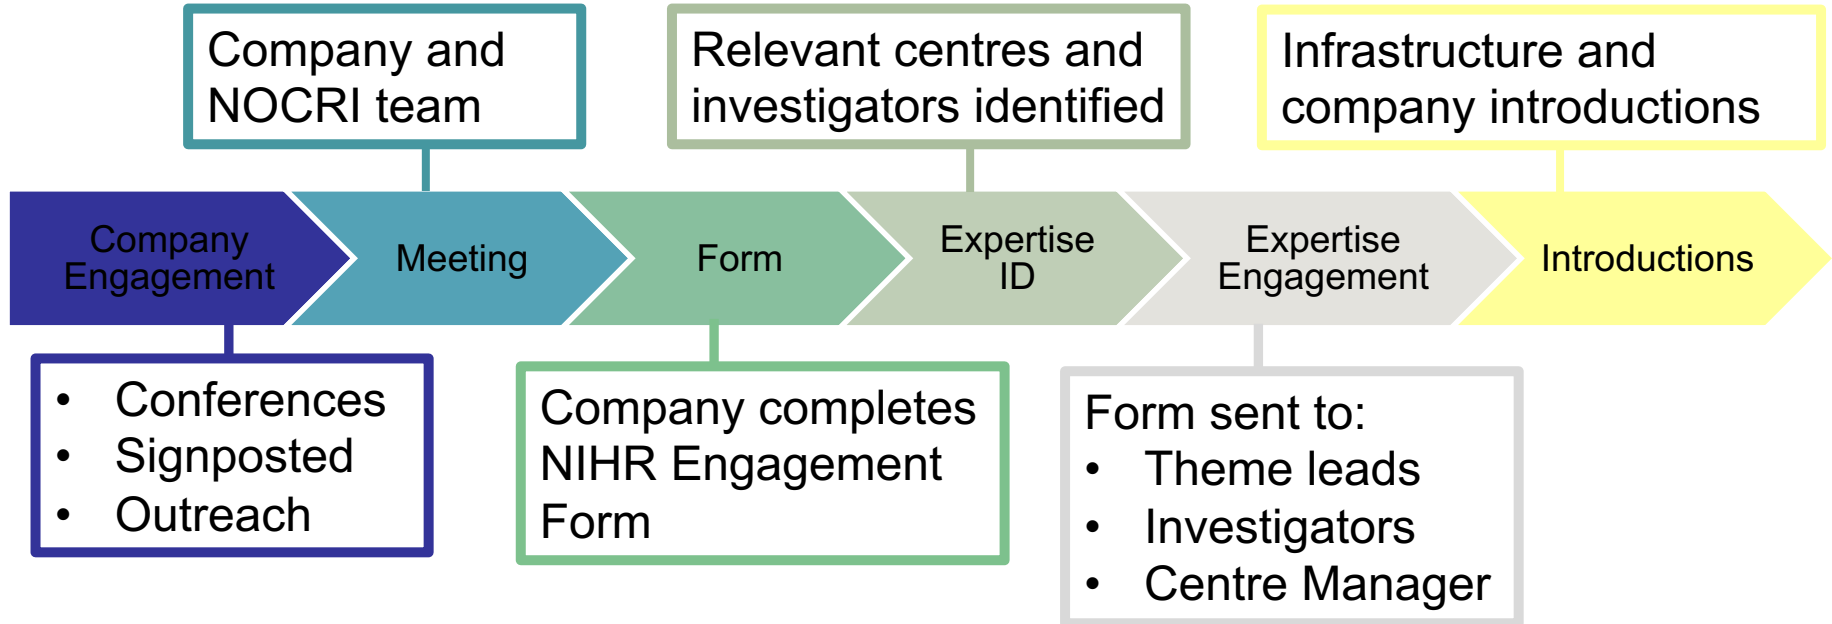 Company and
NOCRI team
Relevant centres and
investigators identified
Infrastructure and
company introductions
Company
Engagement
Meeting
Form
Expertise
ID
Expertise
Engagement
Introductions
• Conferences
• Signposted
• Outreach
Company completes
NIHR Engagement
Form
Form sent to:
• Theme leads
• Investigators
• Centre Manager